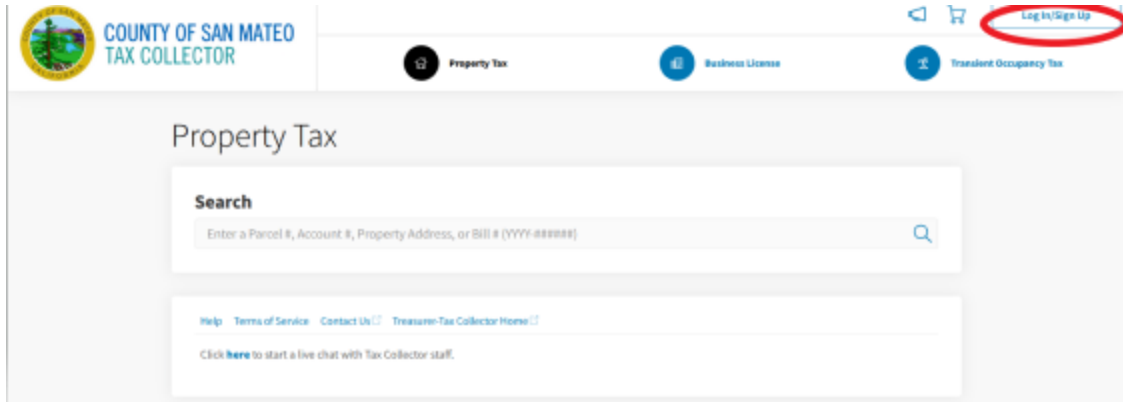 COUNTY OF SAN MATEO
TAX COLLECTOR
Log In/Sign Up
Property Tax
Business License
Transient Occupancy Tax
Property Tax
Search
Enter a Parcel #, Account #, Property Address, or Bill # (YYYY-######)
Help Terms of Service Contact Us Treasurer-Tax Collector Home
Click here to start a live chat with Tax Collector staff.